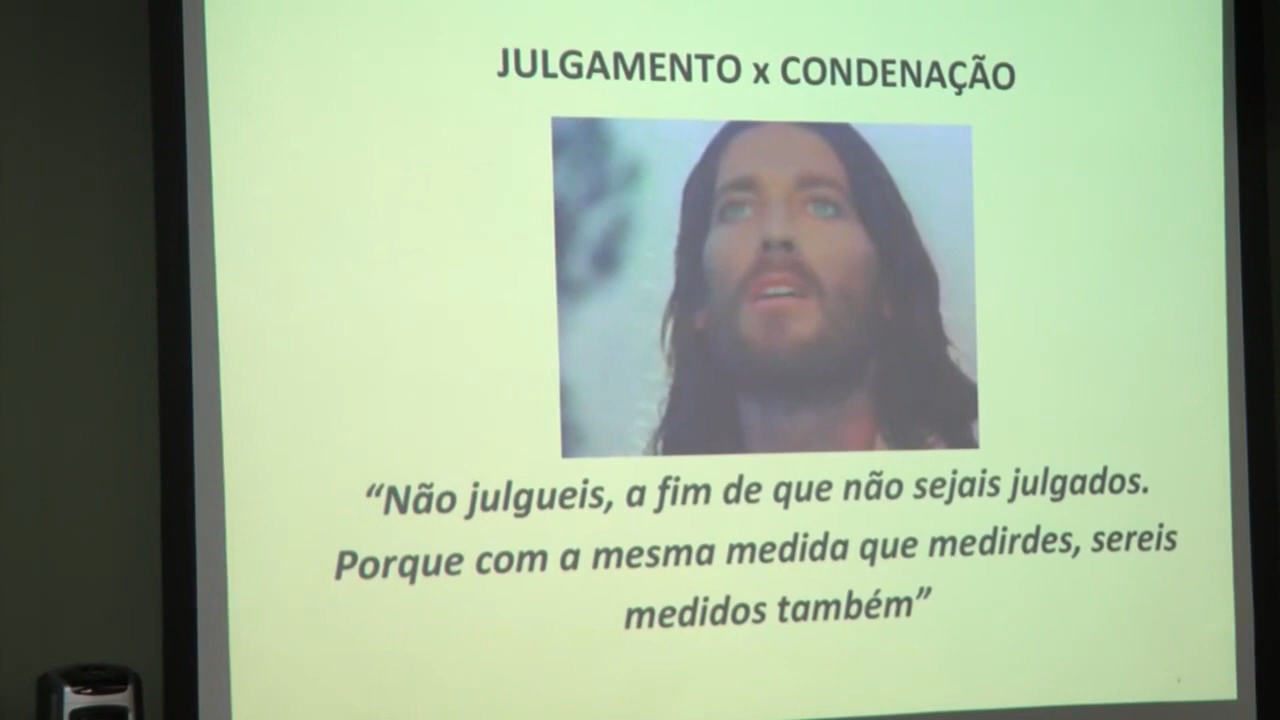 JULGAMENTO x CONDENAÇÃO
“Não julgueis, a fim de que não sejais julgados.
Porque com a mesma medida que medirdes, sereis
medidos também”